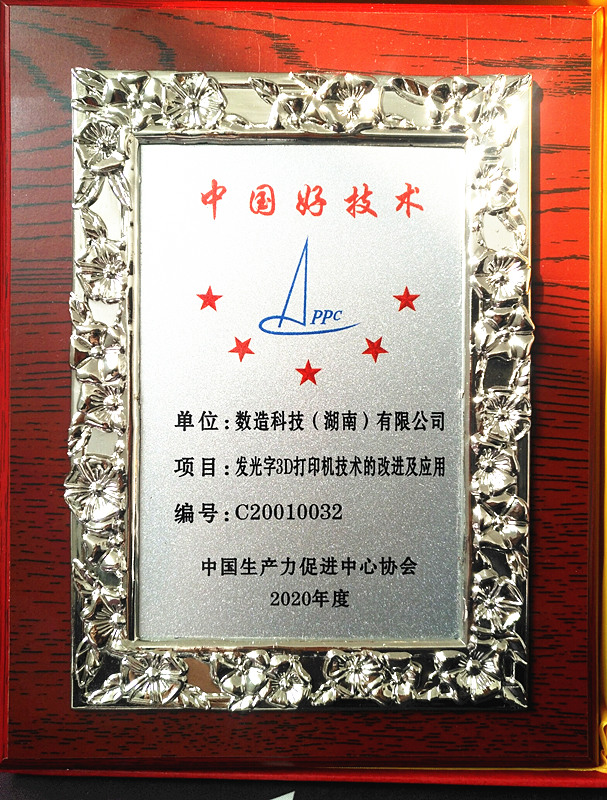 中国好技术
PPC
单位：数造科技（湖南）有限公司
项目：发光字3D打印机技术的改进及应用
编号：C20010032
中国生产力促进中心协会
2020年度